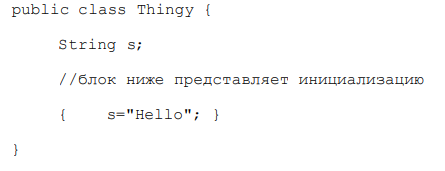 public class Thingy {
String s;
//блок ниже представляет инициализацию
{ s="Hello"; }
}